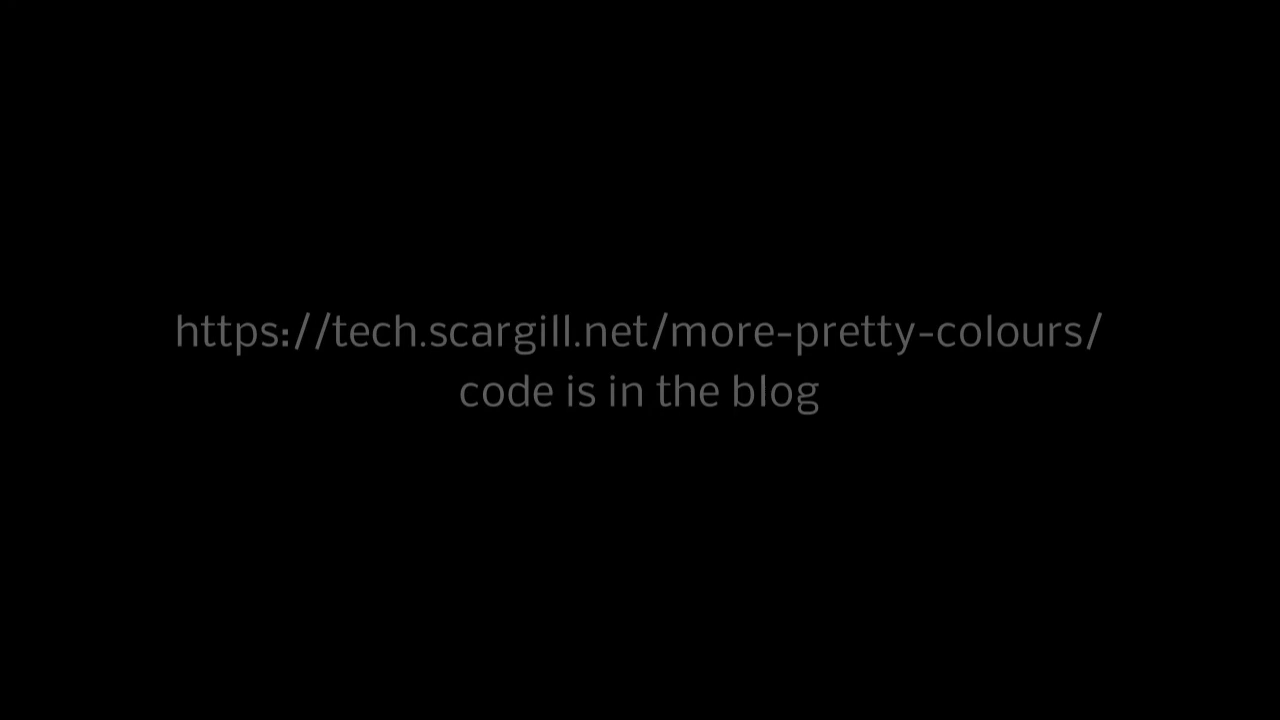 https://tech.scargill.net/more-pretty-colours/
code is in the blog